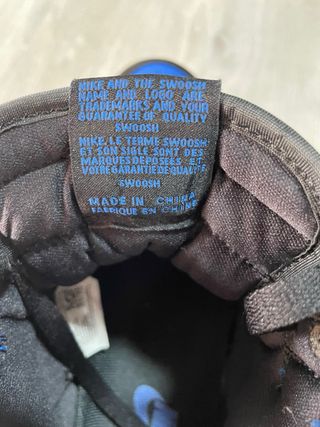 NIKE AND THE SWOOSH
NAME AND LOGO ARE
TRADEMARKS AND YOUR
GUARANTEE OF QUALITY
SWOOSH
NIKE, LE TERME SWOOSH
ET SON SIGLE SONT DES
MARQUES DEPOSEES ET
VOTRE GARANTIE DE QUALITE
SWOOSH
MADE IN CHINA
FABRIQUE EN CHINE